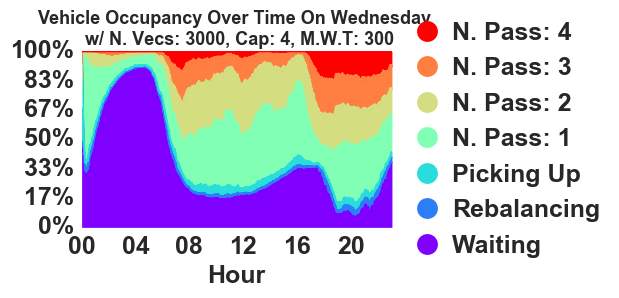 Vehicle Occupancy Over Time On Wednesday
w/ N. Vecs: 3000, Cap: 4, M.W.T: 300
100%
83%
67%
50%
33%
17%
0%
00 04 08 12 16 20
Hour
N. Pass: 4
N. Pass: 3
N. Pass: 2
N. Pass: 1
Picking Up
Rebalancing
Waiting